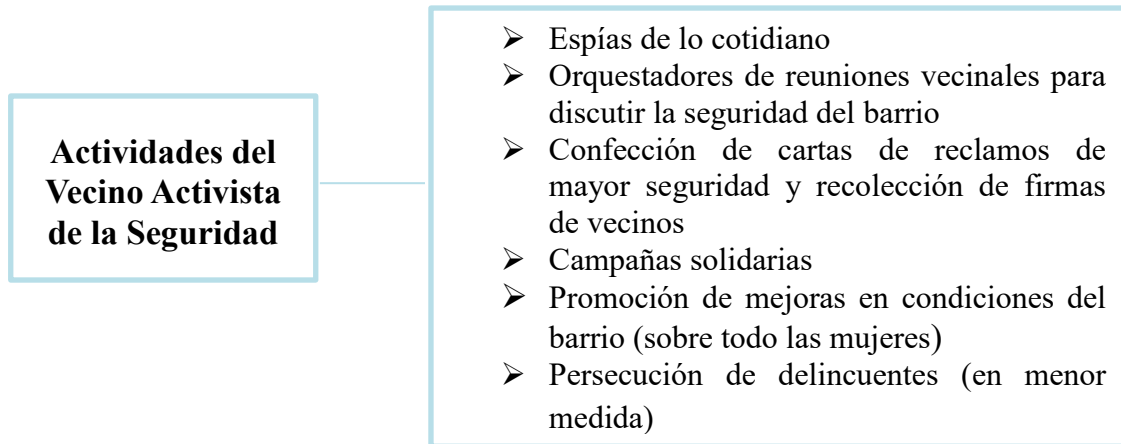 Actividades del
Vecino Activista
de la Seguridad
➢ Espías de lo cotidiano
➢ Orquestadores de reuniones vecinales para
discutir la seguridad del barrio
➢ Confección de cartas de reclamos de
mayor seguridad y recolección de firmas
de vecinos
➢ Campañas solidarias
➢ Promoción de mejoras en condiciones del
barrio (sobre todo las mujeres)
➢ Persecución de delincuentes (en menor
medida)